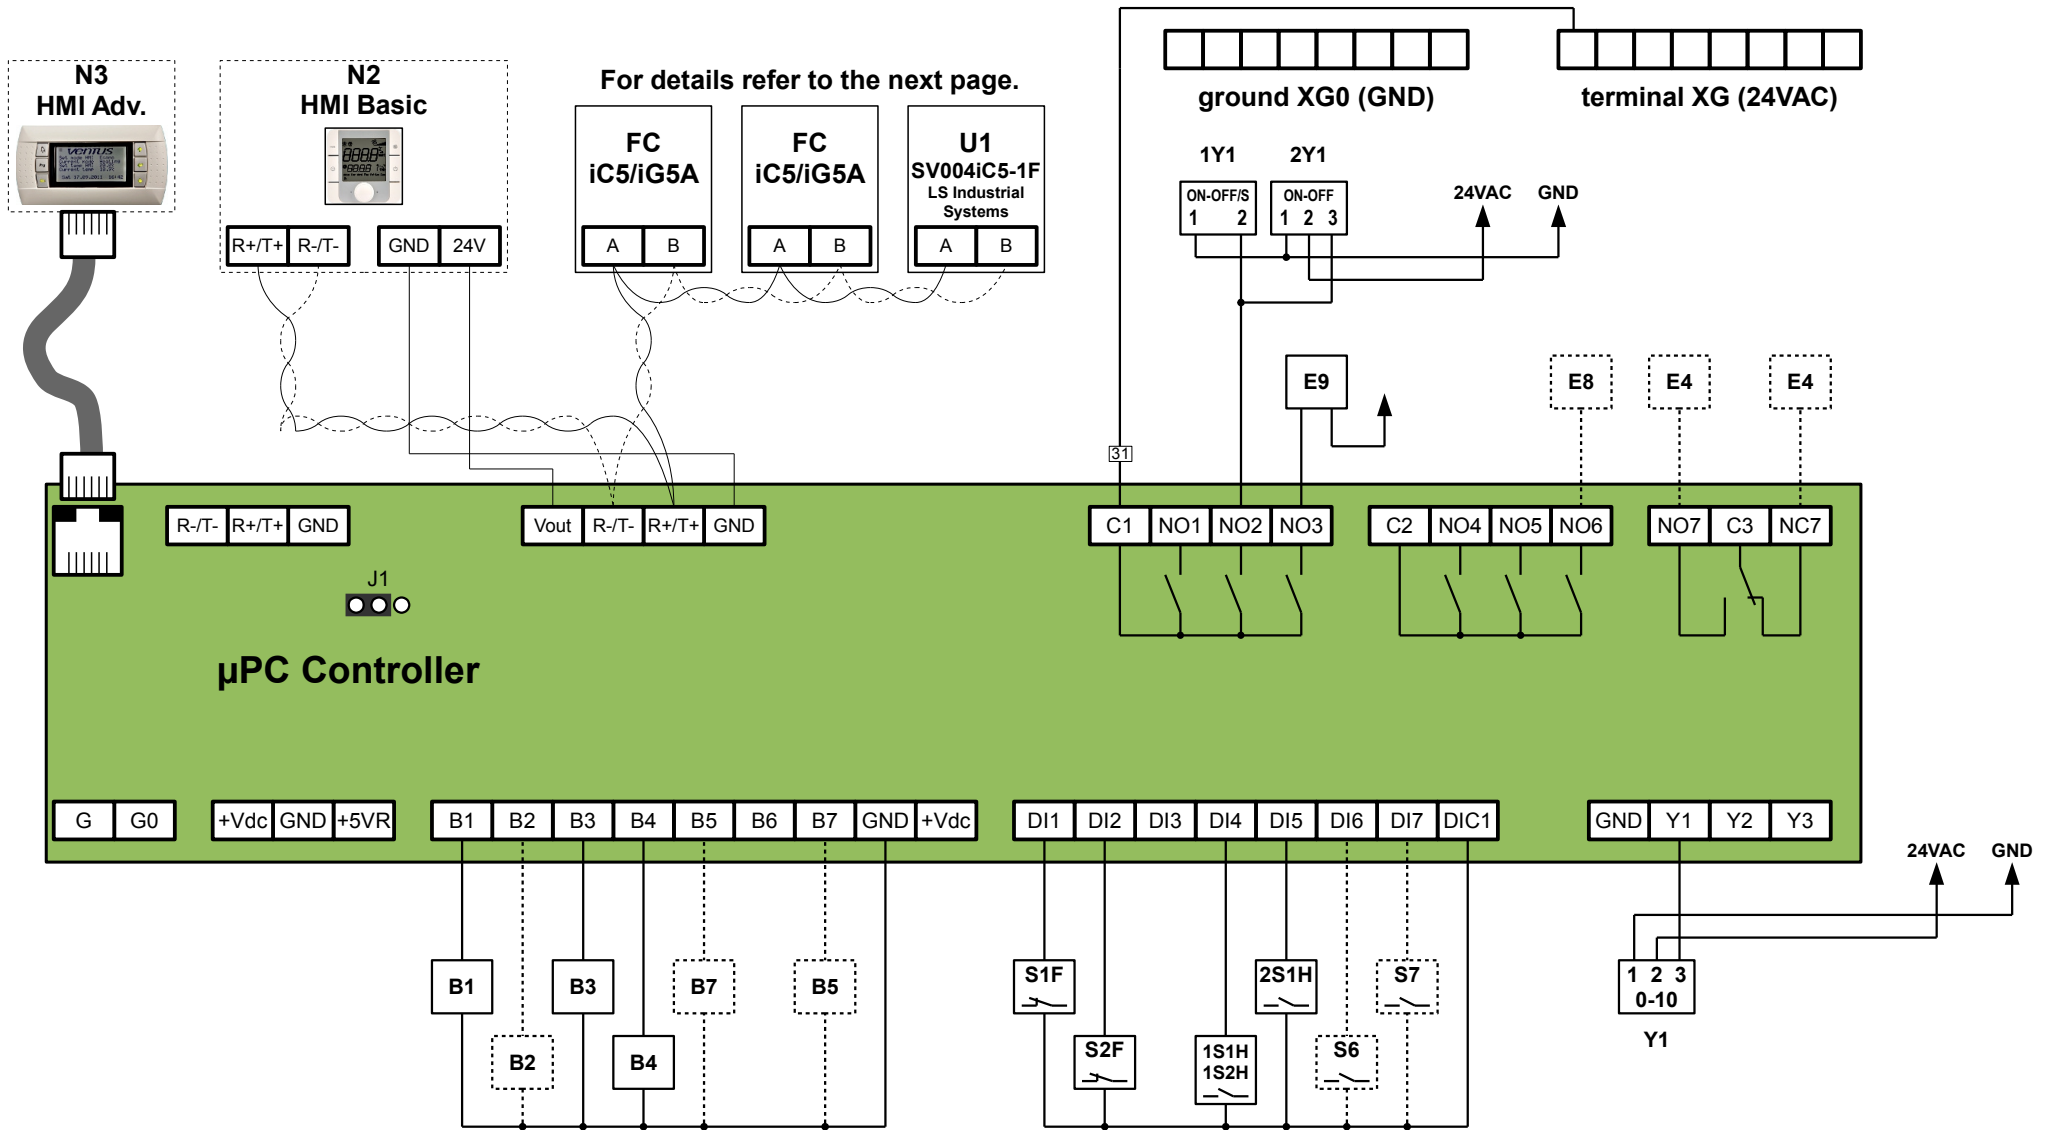 N3
HMI Adv.
VENTUS
N2
HMI Basic
R+/T+ R-/T- GND 24V
For details refer to the next page.
FC
iC5/iG5A
A B
FC
iC5/iG5A
A B
U1
SV004iC5-1F
LS Industrial
Systems
A B
ground XG0 (GND)
terminal XG (24VAC)
1Y1
ON-OFF/S
1 2
2Y1
ON-OFF
1 2 3
24VAC GND
E9
E8
E4
E4
31
R-/T- R+/T+ GND
Vout R-/T- R+/T+ GND
C1 NO1 NO2 NO3
C2 NO4 NO5 NO6
NO7 C3 NC7
J1
µPC Controller
G G0
+Vdc GND +5VR
B1 B2 B3 B4 B5 B6 B7 GND +Vdc
DI1 DI2 DI3 DI4 DI5 DI6 DI7 DIC1
GND Y1 Y2 Y3
24VAC GND
B1
B3
B7
B5
B2
B4
S1F
2S1H
S7
S2F
1S1H
1S2H
S6
1 2 3
0-10
Y1